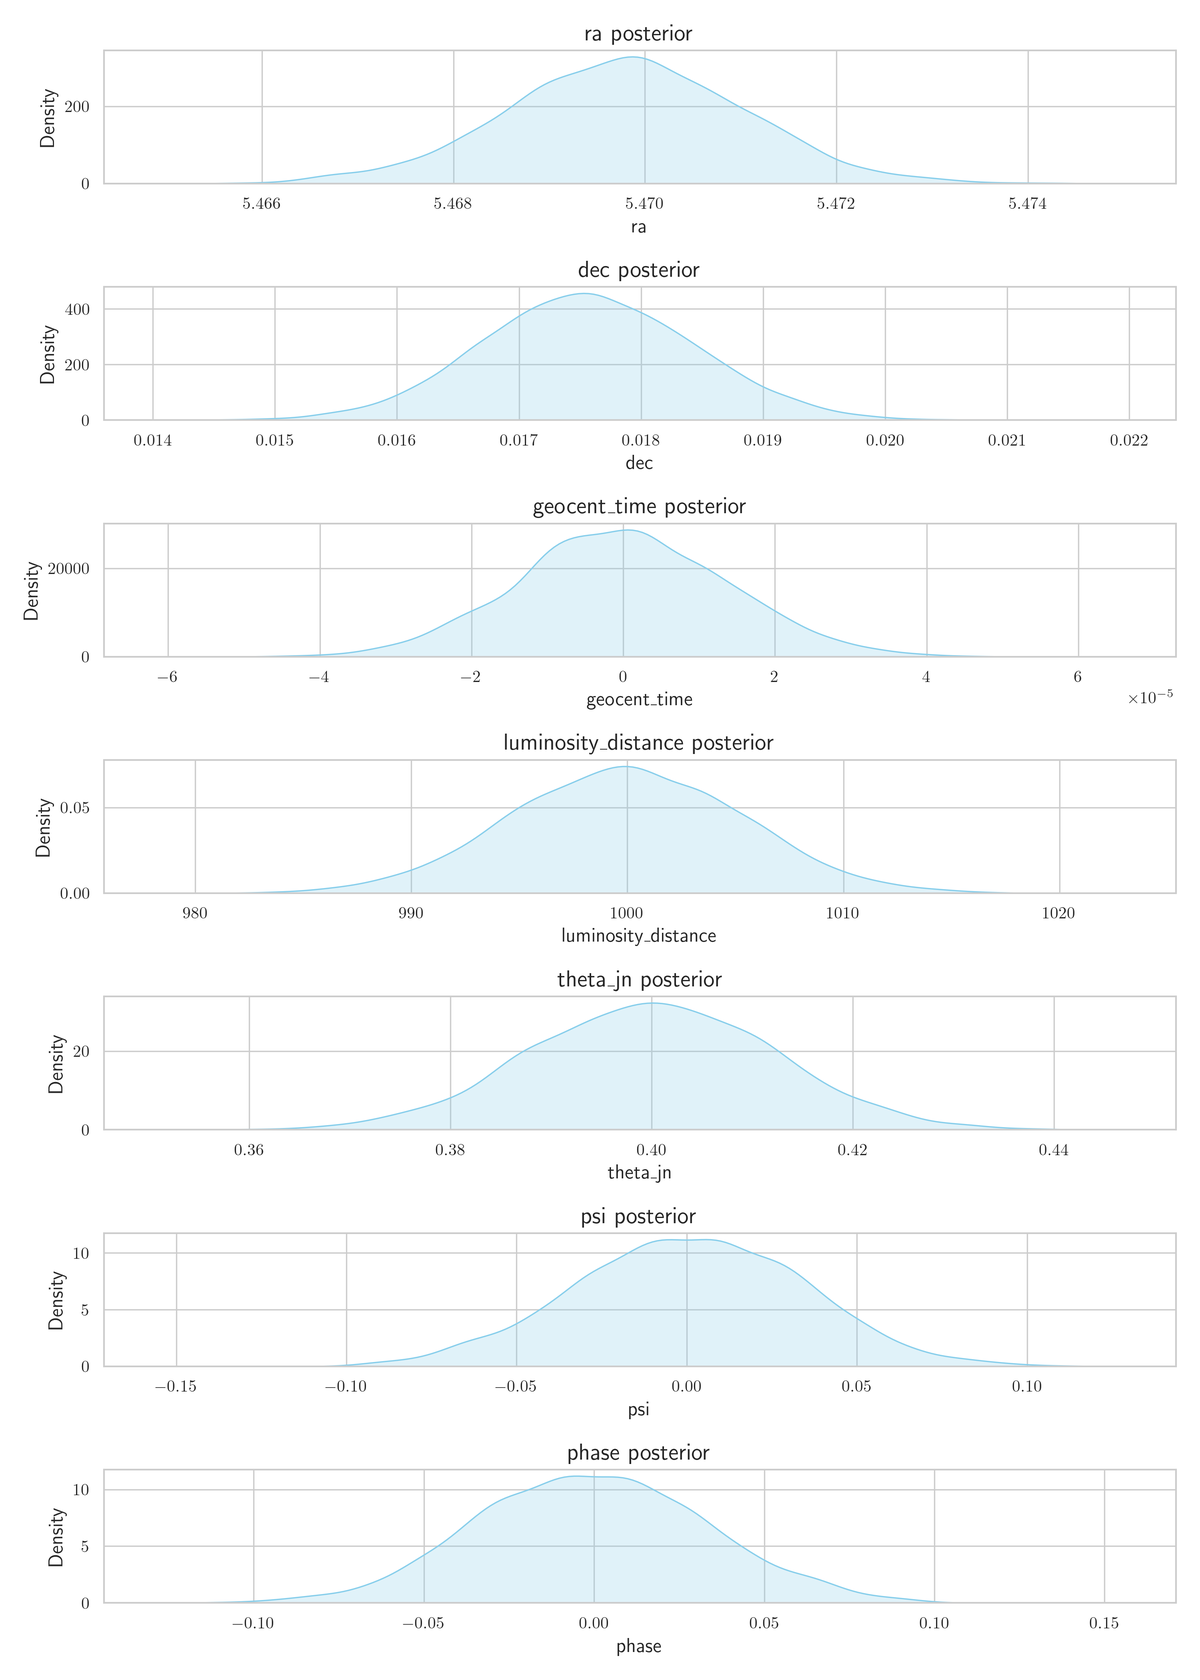 ra posterior
Density
200
0
5.466 5.468 5.470 5.472 5.474
ra
dec posterior
Density
400
200
0
0.014 0.015 0.016 0.017 0.018 0.019 0.020 0.021 0.022
dec
geocent_time posterior
Density
20000
0
−6 −4 −2 0 2 4 6
×10⁻⁵
geocent_time
luminosity_distance posterior
Density
0.05
0.00
980 990 1000 1010 1020
luminosity_distance
theta_jn posterior
Density
20
0
0.36 0.38 0.40 0.42 0.44
theta_jn
psi posterior
Density
10
5
0
−0.15 −0.10 −0.05 0.00 0.05 0.10
psi
phase posterior
Density
10
5
0
−0.10 −0.05 0.00 0.05 0.10 0.15
phase